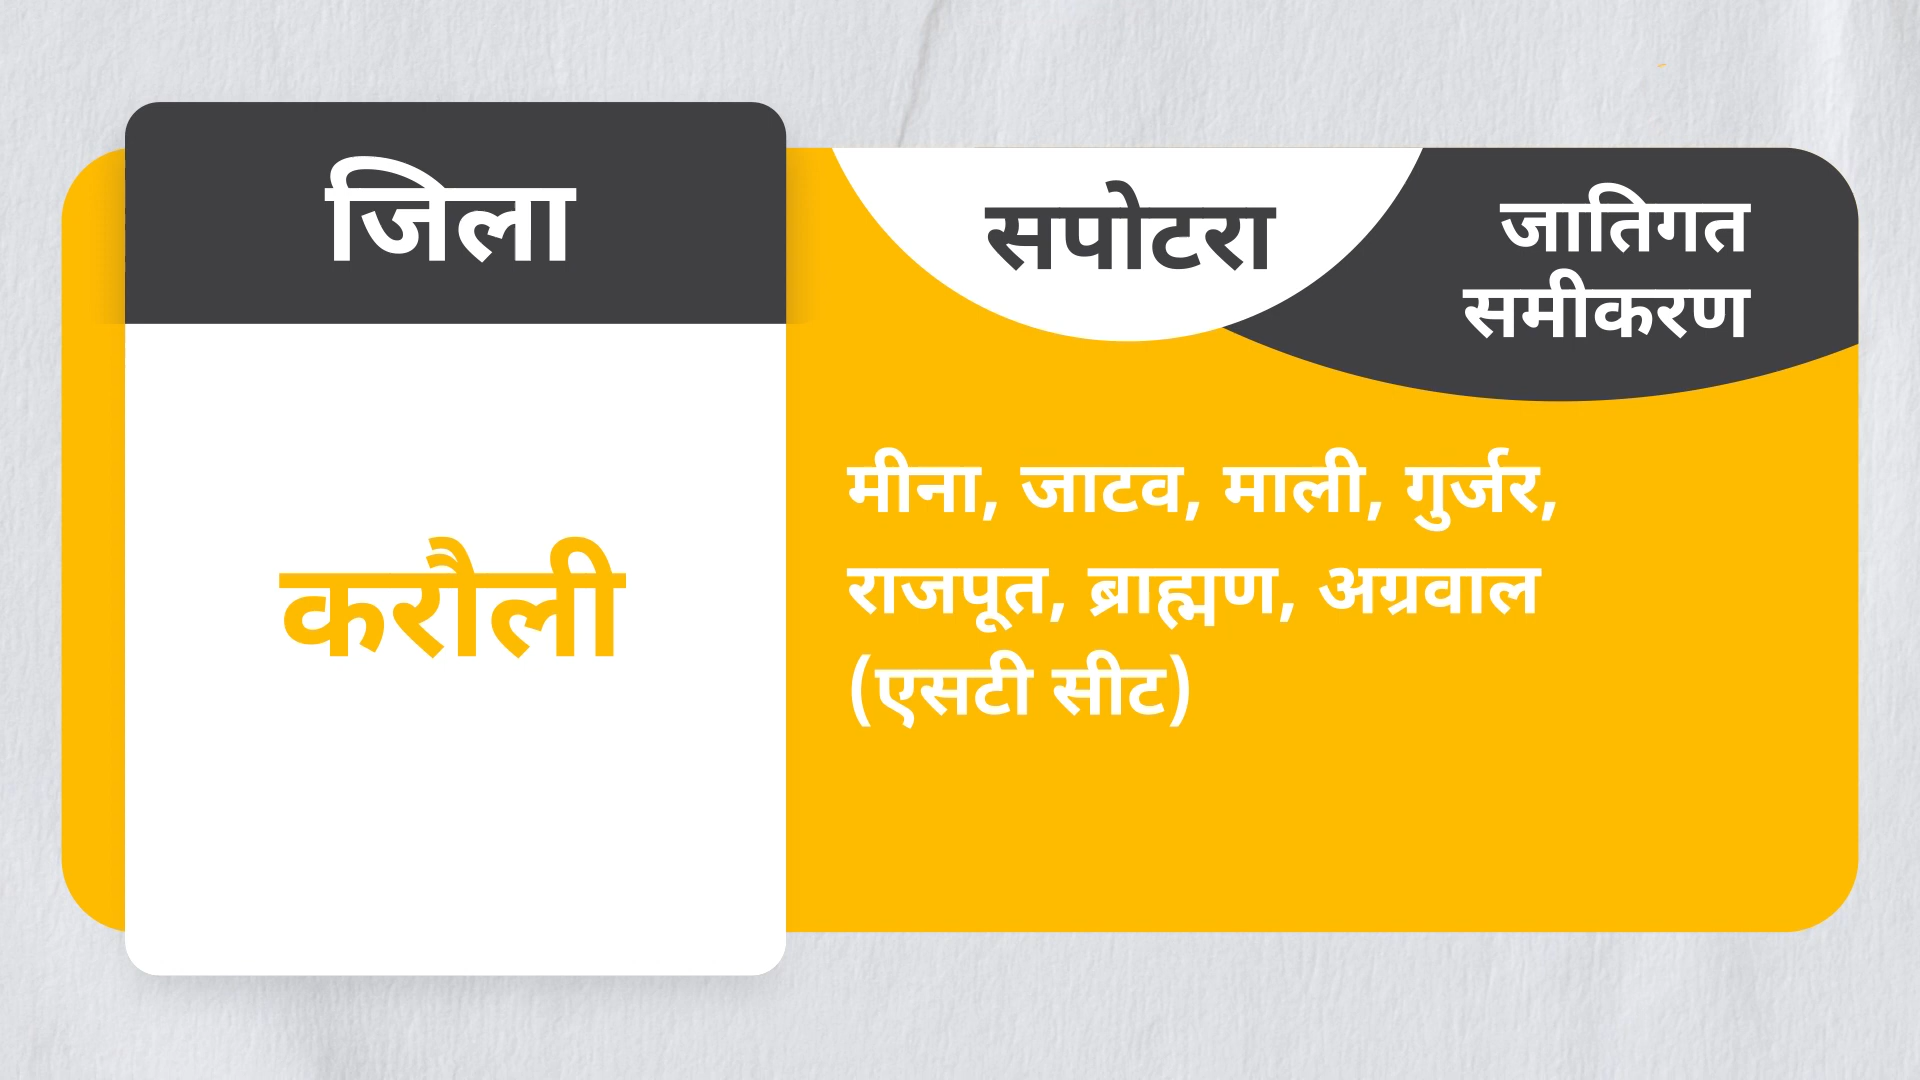 जिला
करौली
सपोटरा
जातिगत
समीकरण
मीना, जाटव, माली, गुर्जर,
राजपूत, ब्राह्मण, अग्रवाल
(एसटी सीट)